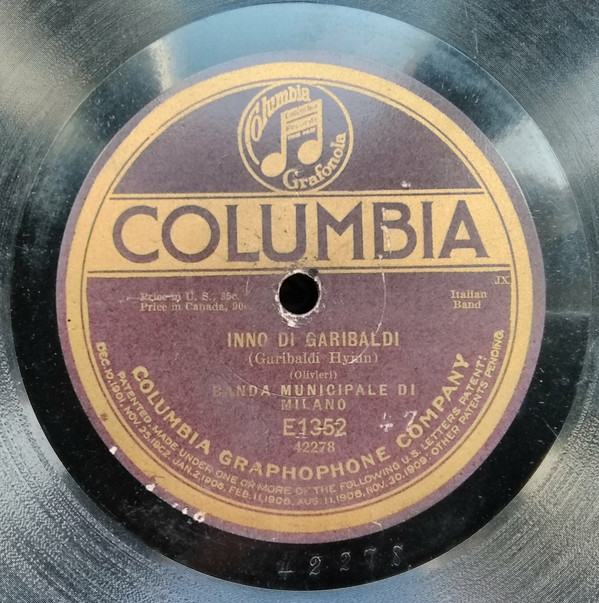 Columbia
Columbia
Records
Grafonola
COLUMBIA
JX
Price in U. S., 85c.
Price in Canada, 90c
Italian
Band
INNO DI GARIBALDI
(Garibaldi Hymn)
(Olivieri)
BANDA MUNICIPALE DI
MILANO
E1352
42278
COLUMBIA GRAPHOPHONE COMPANY
PATENTED, MADE UNDER ONE OR MORE OF THE FOLLOWING U.S. LETTERS PATENT:
DEC.10,1901, NOV.25,1902, JAN.2,1906, FEB.11,1908, AUG.11,1908, NOV.30,1909; OTHER PATENTS PENDING.
42278